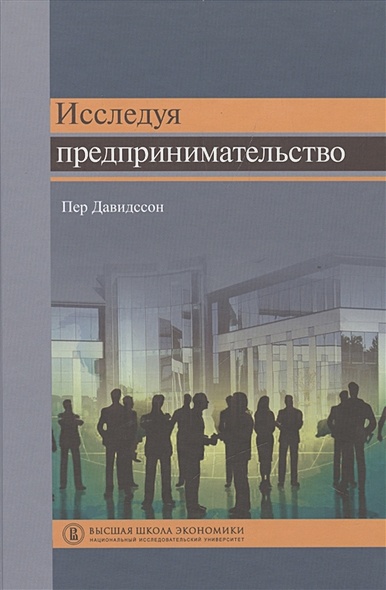 Исследуя
предпринимательство
Пер Давидссон
ВЫСШАЯ ШКОЛА ЭКОНОМИКИ
НАЦИОНАЛЬНЫЙ ИССЛЕДОВАТЕЛЬСКИЙ УНИВЕРСИТЕТ